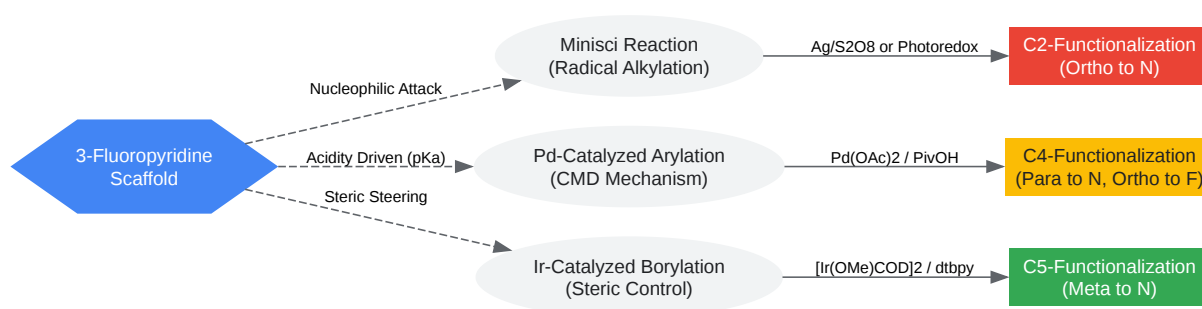 3-Fluoropyridine
Scaffold
Nucleophilic Attack
Minisci Reaction
(Radical Alkylation)
Ag/S2O8 or Photoredox
C2-Functionalization
(Ortho to N)
Acidity Driven (pKa)
Pd-Catalyzed Arylation
(CMD Mechanism)
Pd(OAc)2 / PivOH
C4-Functionalization
(Para to N, Ortho to F)
Steric Steering
Ir-Catalyzed Borylation
(Steric Control)
[Ir(OMe)COD]2 / dtbpy
C5-Functionalization
(Meta to N)